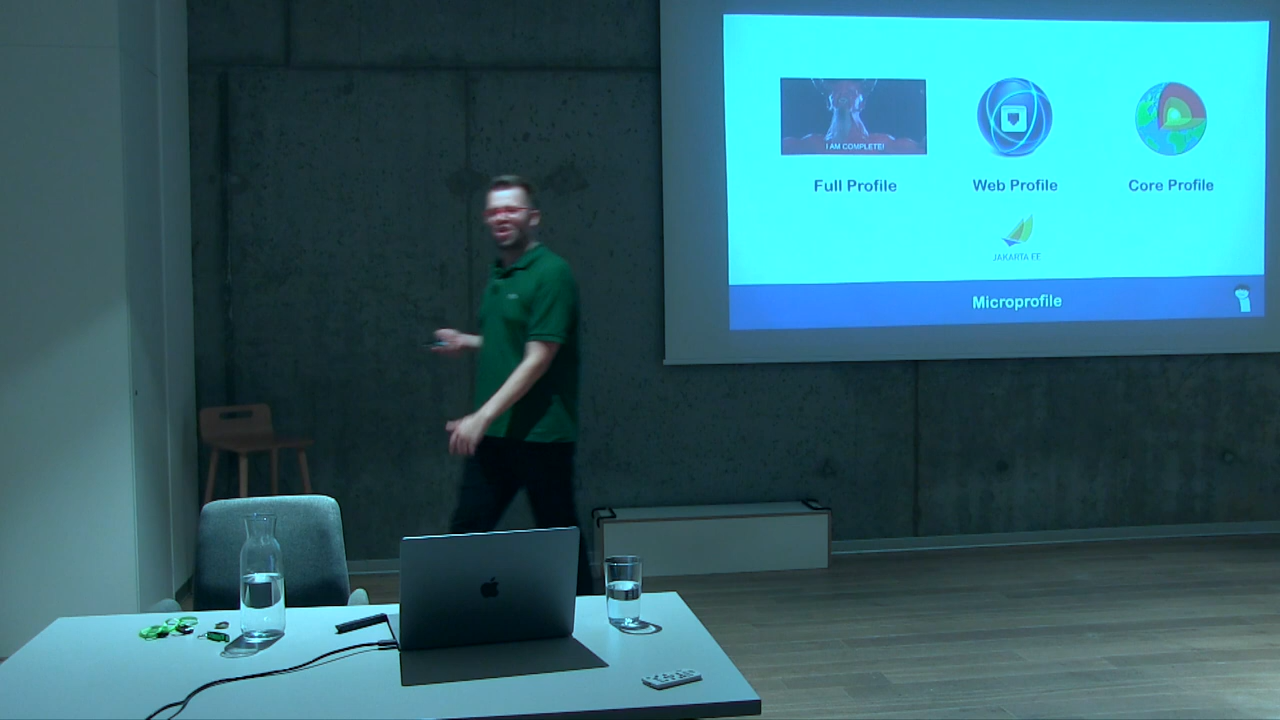 I AM COMPLETE!
Full Profile
Web Profile
Core Profile
JAKARTA EE
Microprofile